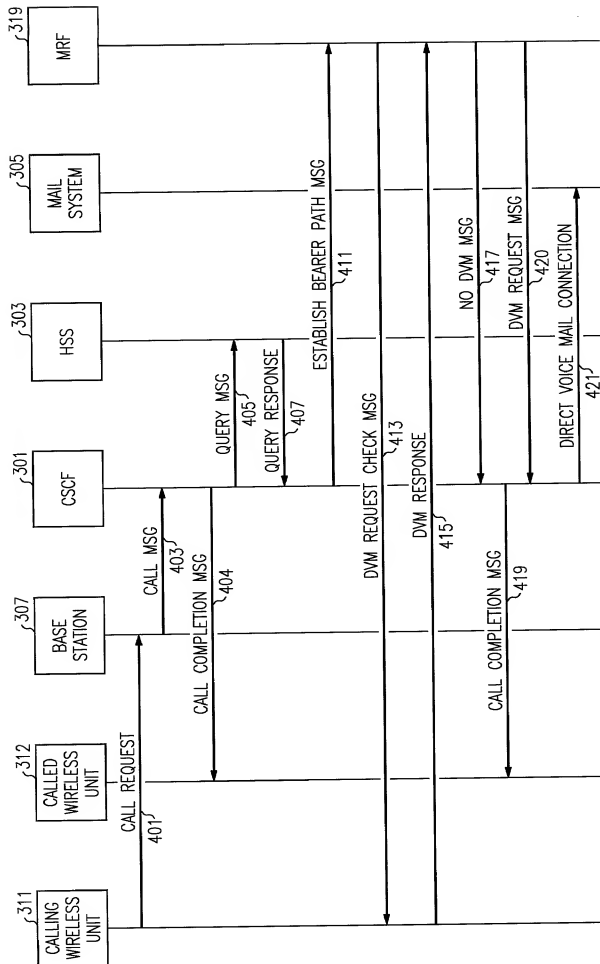 311
CALLING
WIRELESS
UNIT
312
CALLED
WIRELESS
UNIT
307
BASE
STATION
301
CSCF
303
HSS
305
MAIL
SYSTEM
319
MRF
CALL REQUEST
401
CALL MSG
403
CALL COMPLETION MSG
404
QUERY MSG
405
QUERY RESPONSE
407
ESTABLISH BEARER PATH MSG
411
DVM REQUEST CHECK MSG
413
DVM RESPONSE
415
NO DVM MSG
417
CALL COMPLETION MSG
419
DVM REQUEST MSG
420
DIRECT VOICE MAIL CONNECTION
421